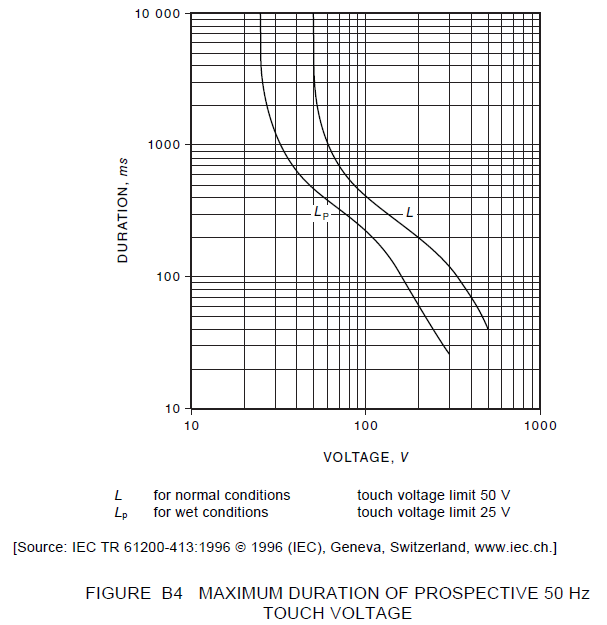 10 000
1000
100
10
DURATION, ms
L
LP
10
100
1000
VOLTAGE, V
L for normal conditions touch voltage limit 50 V
Lp for wet conditions touch voltage limit 25 V
[Source: IEC TR 61200-413:1996 © 1996 (IEC), Geneva, Switzerland, www.iec.ch.]
FIGURE B4 MAXIMUM DURATION OF PROSPECTIVE 50 Hz
TOUCH VOLTAGE